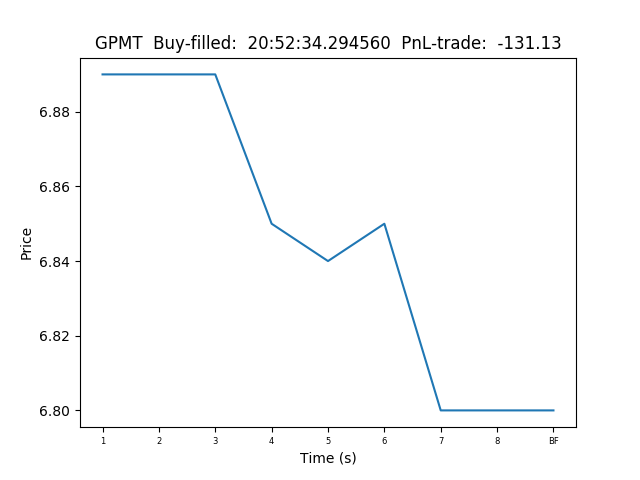 GPMT  Buy-filled:  20:52:34.294560  PnL-trade:  -131.13
6.88
6.86
6.84
6.82
6.80
Price
1 2 3 4 5 6 7 8 BF
Time (s)